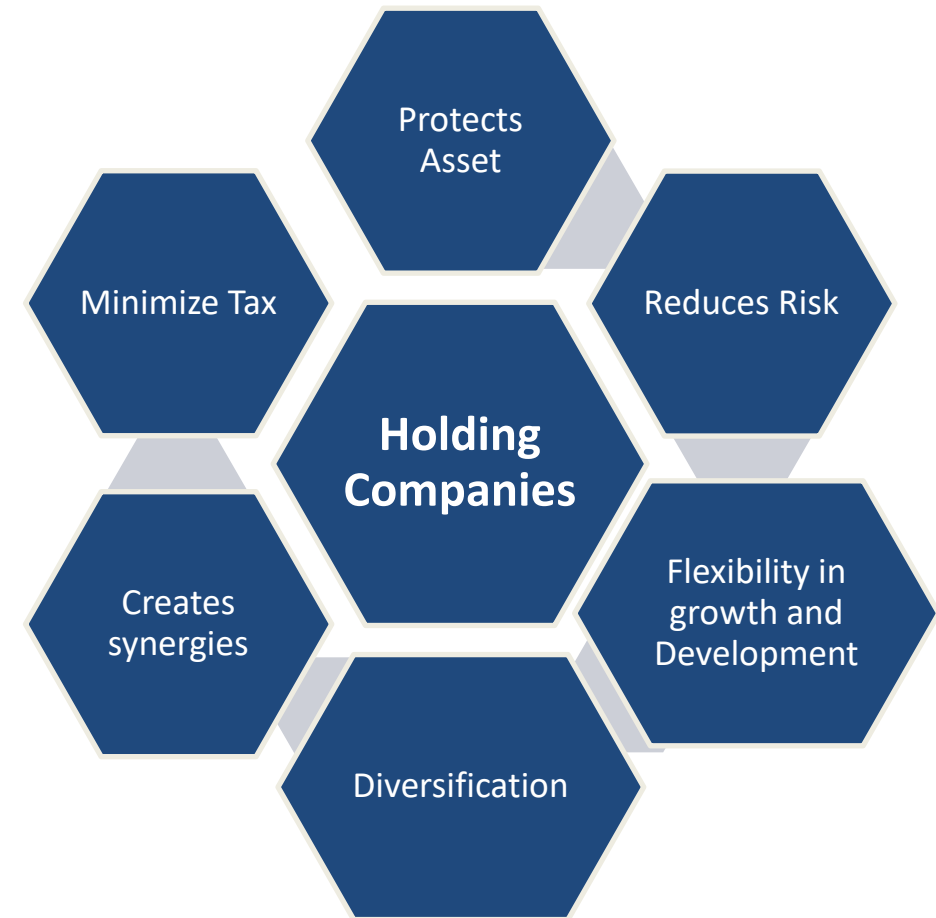 Protects
Asset
Reduces Risk
Flexibility in
growth and
Development
Diversification
Creates
synergies
Minimize Tax
Holding
Companies